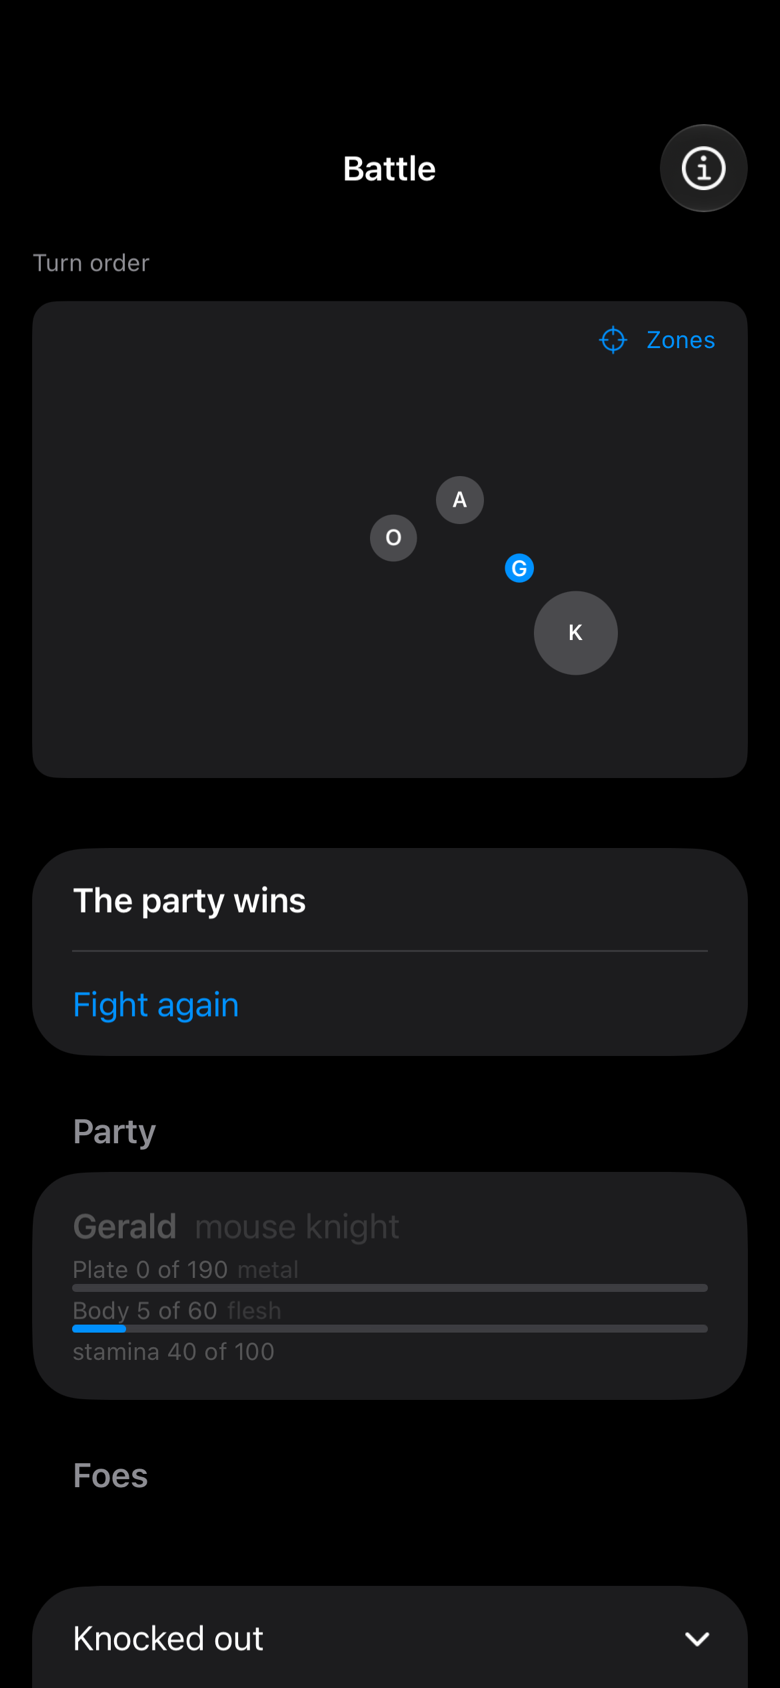 Battle
Turn order
Zones
A
O
G
K
The party wins
Fight again
Party
Gerald mouse knight
Plate 0 of 190 metal
Body 5 of 60 flesh
stamina 40 of 100
Foes
Knocked out